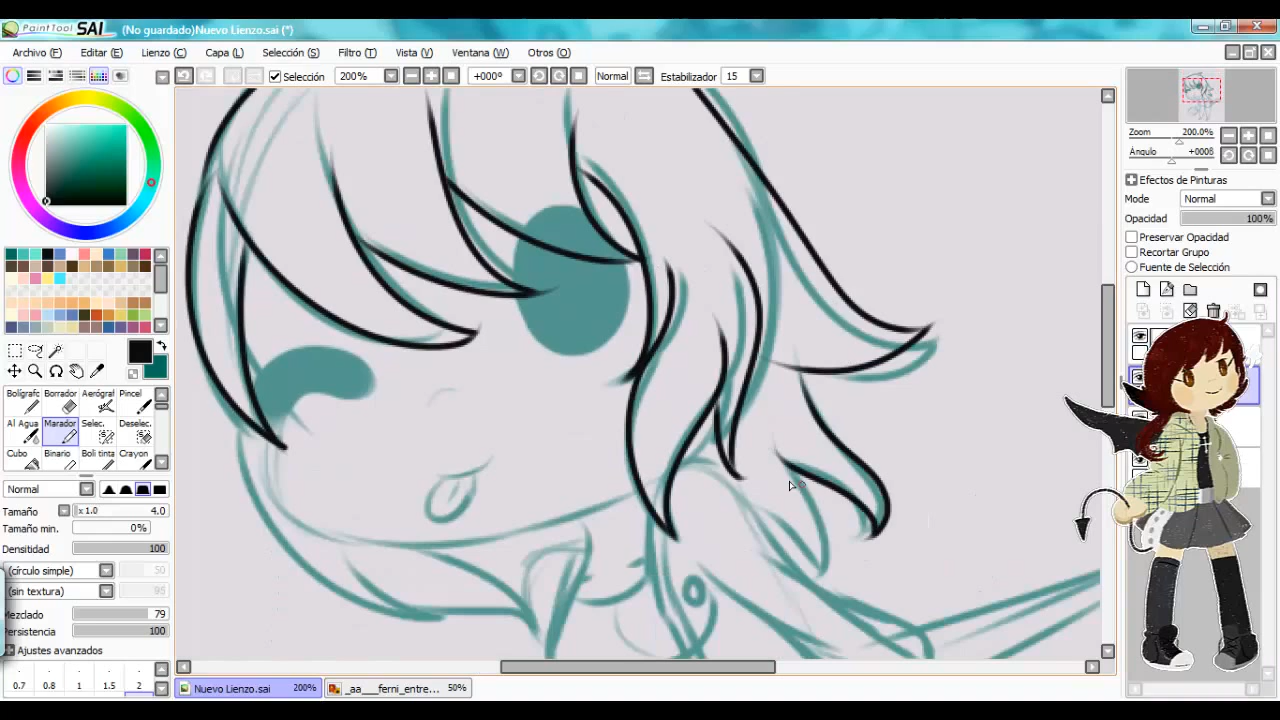 PaintTool SAI (No guardado)Nuevo Lienzo.sai (*)
Archivo (F) Editar (E) Lienzo (C) Capa (L) Selección (S) Filtro (T) Vista (V) Ventana (W) Otros (O)
Selección 200% +000° Normal Estabilizador 15
Zoom 200.0%
Ángulo +0008
Efectos de Pinturas
Mode Normal
Opacidad 100%
Preservar Opacidad
Recortar Grupo
Fuente de Selección
Bolígrafc Borrador Aerógral Pincel
Al Agua Marador Selec. Deselec.
Cubo Binario Boli tinta Crayon
Normal
Tamaño x 1.0 4.0
Tamaño min. 0%
Densidad 100
(círculo simple) 50
(sin textura) 95
Mezclado 79
Persistencia 100
Ajustes avanzados
0.7 0.8 1 1.5 2
Nuevo Lienzo.sai 200% _aa___ferni_entre... 50%